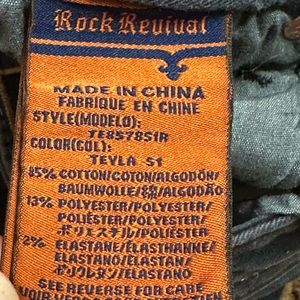 Rock Revival
MADE IN CHINA
FABRIQUE EN CHINE
STYLE(MODELO):
TE8578S1R
COLOR(COL):
TEYLA S1
85% COTTON/COTON/ALGODÓN/
BAUMWOLLE/綿/ALGODÃO
13% POLYESTER/POLYESTER/
POLIÉSTER/POLYESTER/
ポリエステル/POLIÉSTER
2% ELASTANE/ÉLASTHANNE/
ELASTANO/ELASTAN/
ポリウレタン/ELASTANO
SEE REVERSE FOR CARE